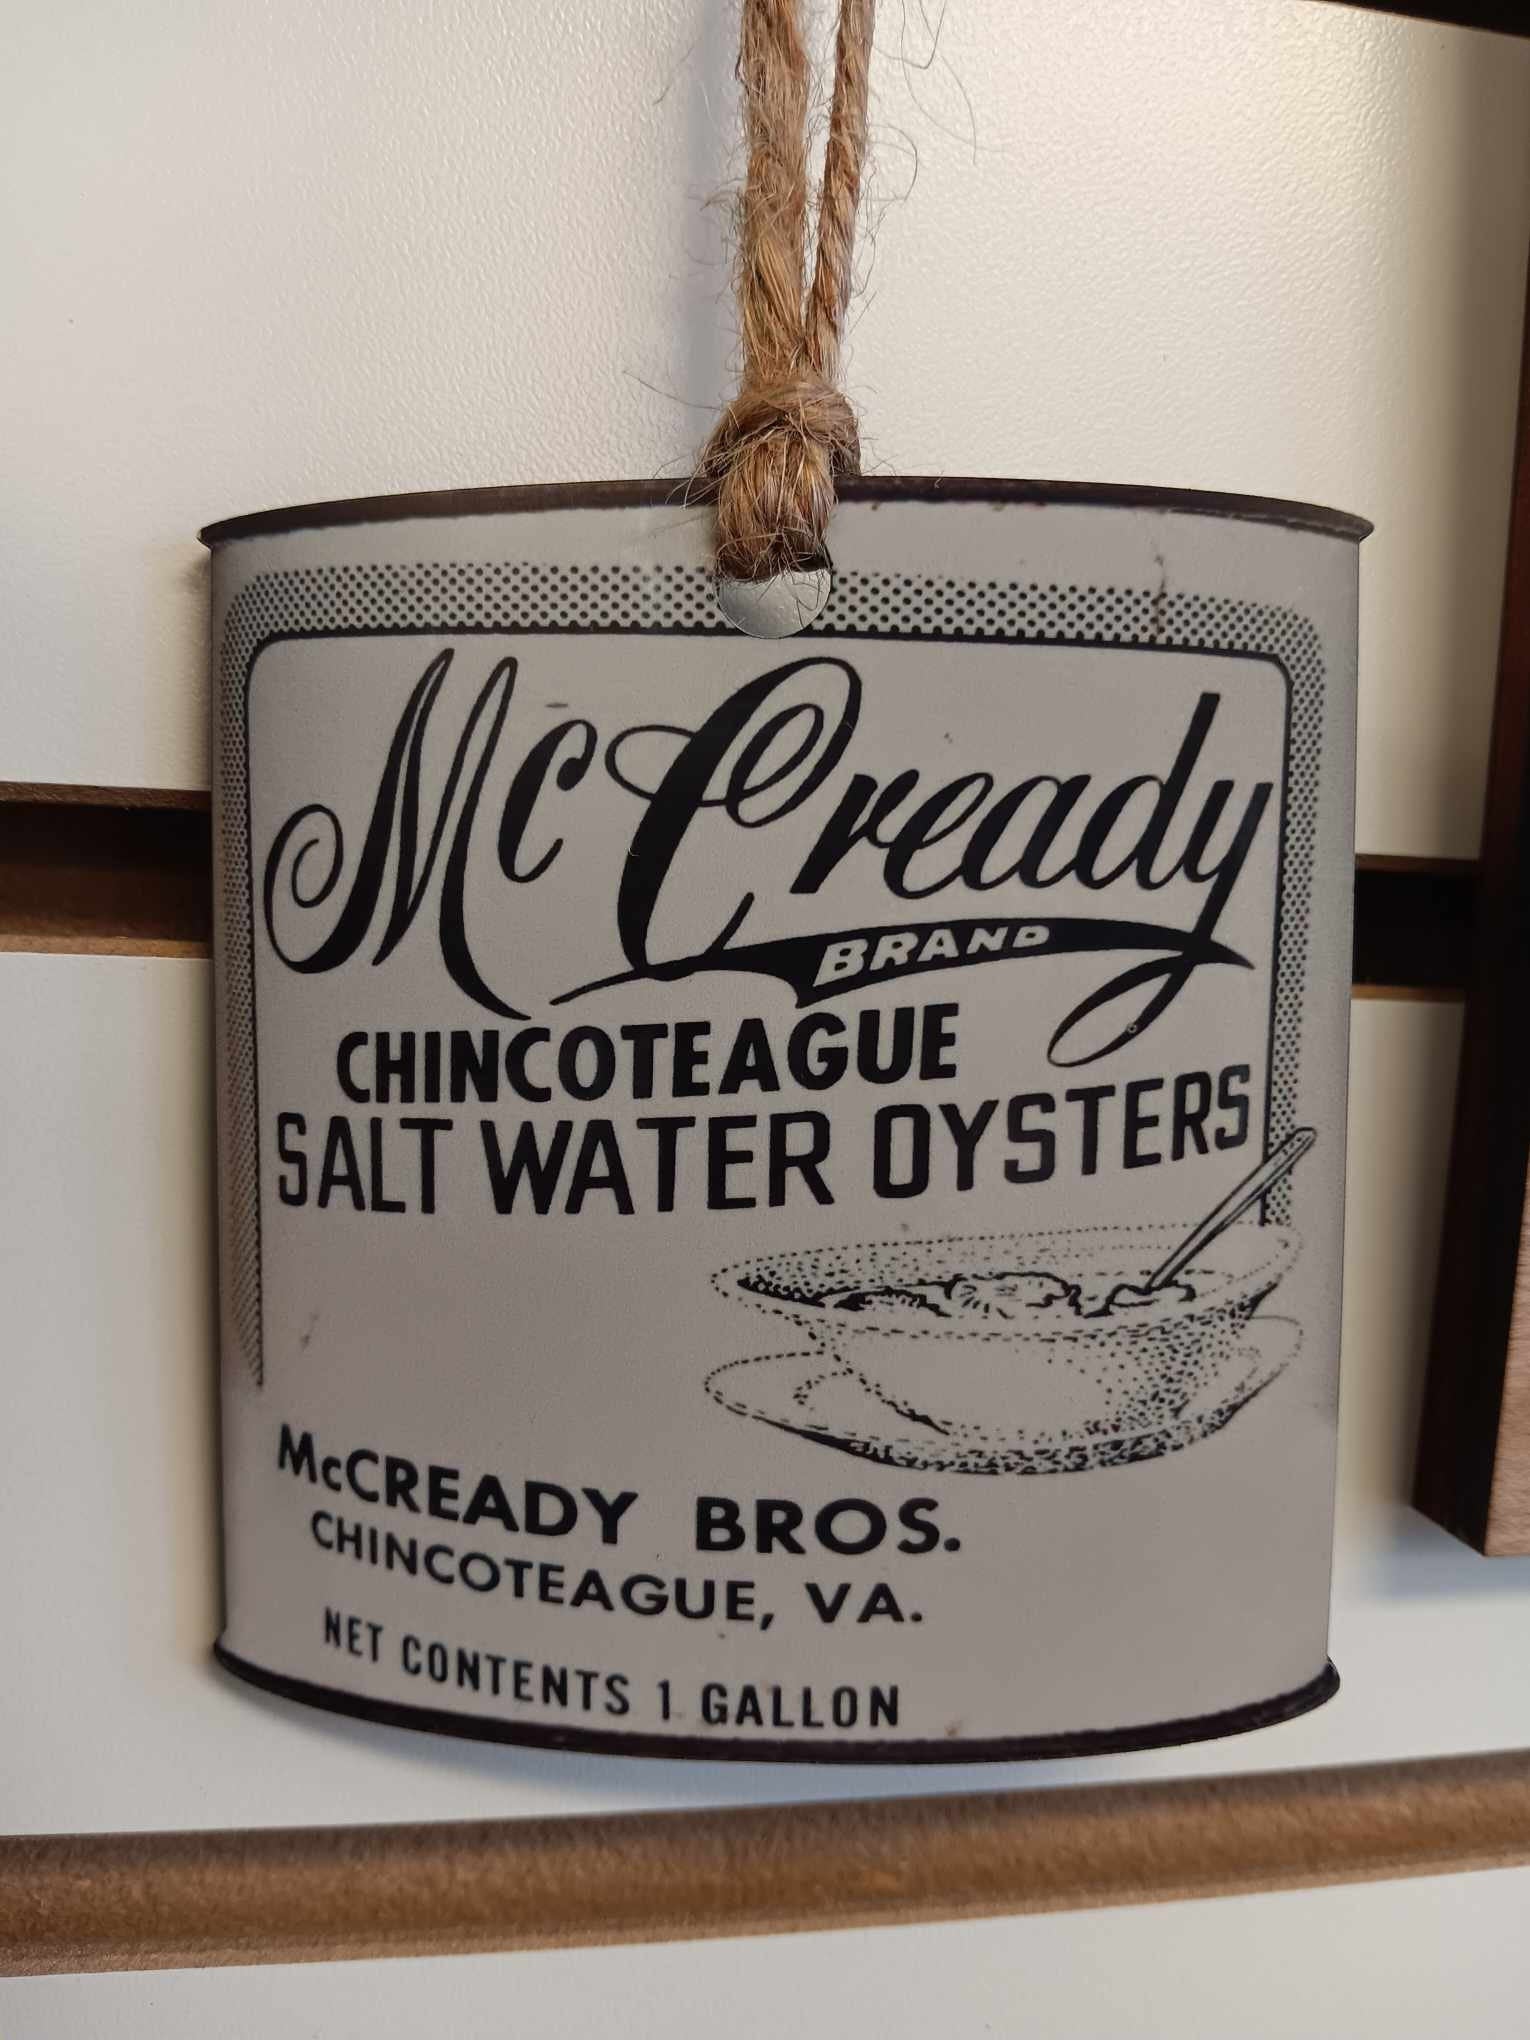 McCready
BRAND
CHINCOTEAGUE
SALT WATER OYSTERS
McCREADY BROS.
CHINCOTEAGUE, VA.
NET CONTENTS 1 GALLON